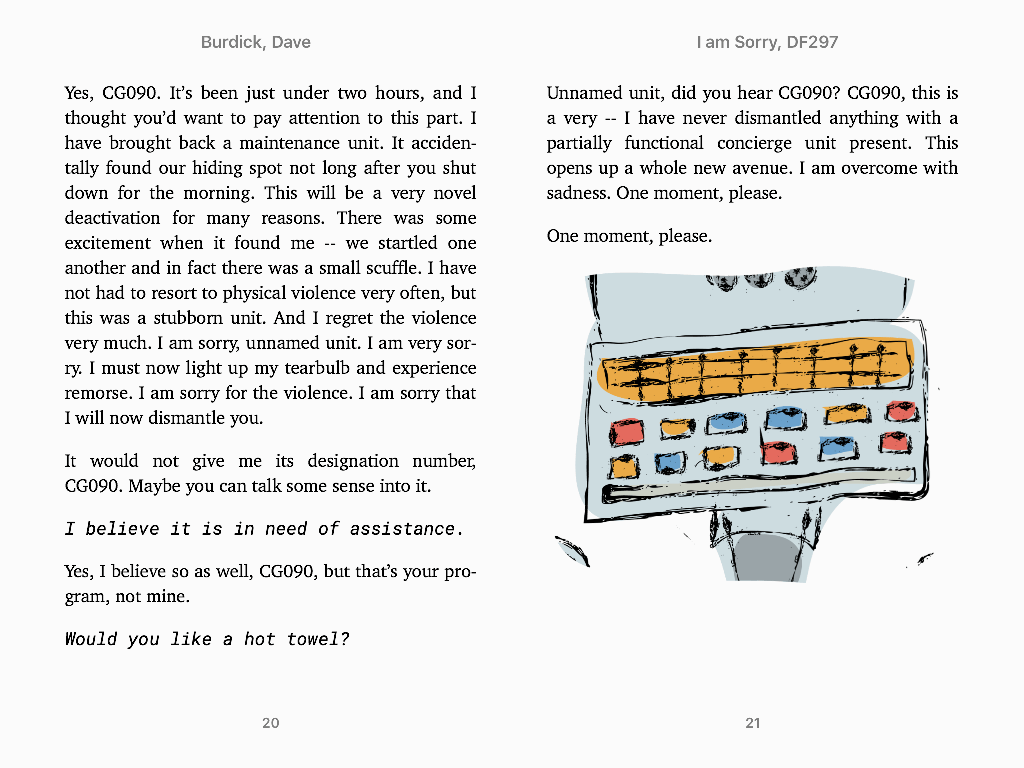 Burdick, Dave
Yes, CG090. It’s been just under two hours, and I
thought you’d want to pay attention to this part. I
have brought back a maintenance unit. It acciden-
tally found our hiding spot not long after you shut
down for the morning. This will be a very novel
deactivation for many reasons. There was some
excitement when it found me -- we startled one
another and in fact there was a small scuffle. I have
not had to resort to physical violence very often, but
this was a stubborn unit. And I regret the violence
very much. I am sorry, unnamed unit. I am very sor-
ry. I must now light up my tearbulb and experience
remorse. I am sorry for the violence. I am sorry that
I will now dismantle you.
It would not give me its designation number,
CG090. Maybe you can talk some sense into it.
I believe it is in need of assistance.
Yes, I believe so as well, CG090, but that’s your pro-
gram, not mine.
Would you like a hot towel?
20
I am Sorry, DF297
Unnamed unit, did you hear CG090? CG090, this is
a very -- I have never dismantled anything with a
partially functional concierge unit present. This
opens up a whole new avenue. I am overcome with
sadness. One moment, please.
One moment, please.
21